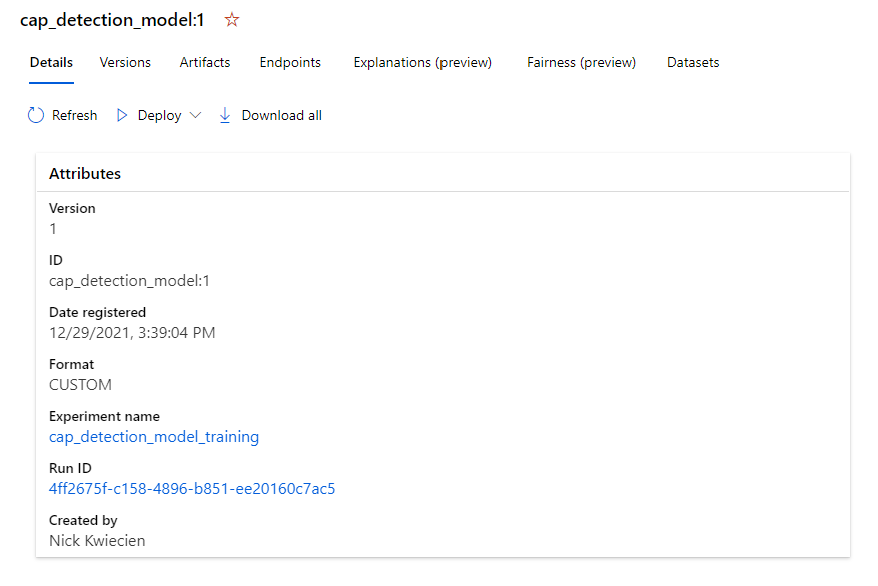 cap_detection_model:1
Details Versions Artifacts Endpoints Explanations (preview) Fairness (preview) Datasets
Refresh Deploy Download all
Attributes
Version
1
ID
cap_detection_model:1
Date registered
12/29/2021, 3:39:04 PM
Format
CUSTOM
Experiment name
cap_detection_model_training
Run ID
4ff2675f-c158-4896-b851-ee20160c7ac5
Created by
Nick Kwiecien